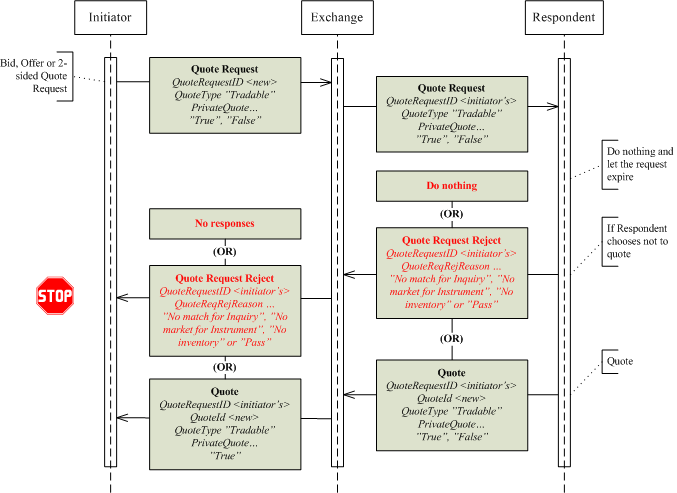 Initiator
Exchange
Respondent
Bid, Offer or 2-
sided Quote
Request
Quote Request
QuoteRequestID <new>
QuoteType "Tradable"
PrivateQuote…
"True", "False"
Quote Request
QuoteRequestID <initiator's>
QuoteType "Tradable"
PrivateQuote…
"True", "False"
Do nothing and
let the request
expire
Do nothing
(OR)
No responses
(OR)
Quote Request Reject
QuoteRequestID <initiator's>
QuoteReqRejReason …
"No match for Inquiry", "No
market for Instrument", "No
inventory" or "Pass"
If Respondent
chooses not to
quote
STOP
Quote Request Reject
QuoteRequestID <initiator's>
QuoteReqRejReason …
"No match for Inquiry", "No
market for Instrument", "No
inventory" or "Pass"
(OR)
(OR)
Quote
QuoteRequestID <initiator's>
QuoteId <new>
QuoteType "Tradable"
PrivateQuote…
"True", "False"
Quote
Quote
QuoteRequestID <initiator's>
QuoteId <new>
QuoteType "Tradable"
PrivateQuote…
"True"